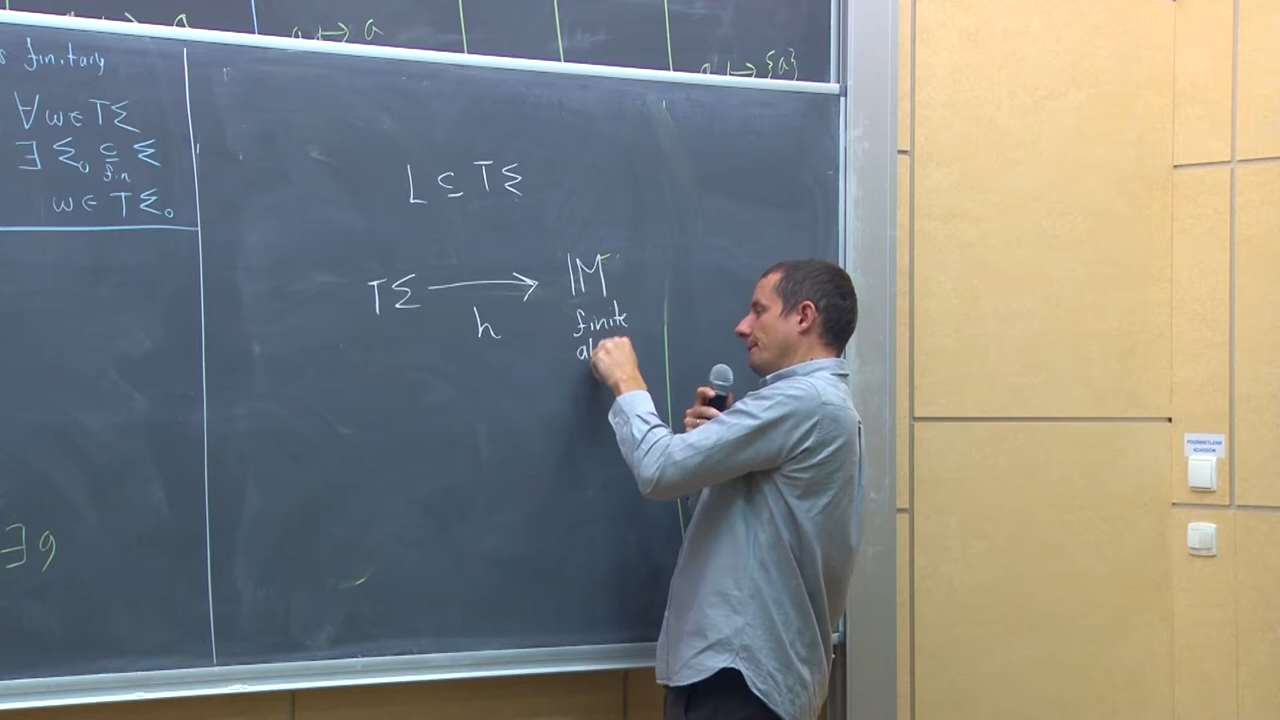 a ↦ a
a ↦ {a}
s finitary
∀ w ∈ TΣ
∃ Σ₀ ⊆ Σ
fin
w ∈ TΣ₀
L ⊆ TΣ
TΣ ⟶ M
h
finite
∃ g